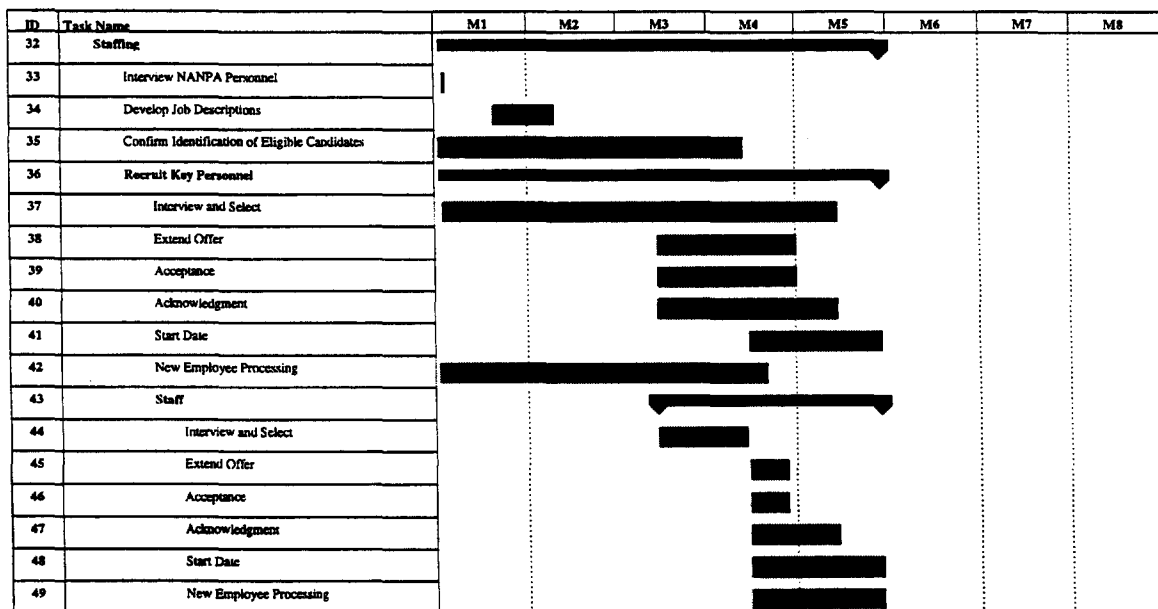 ID Task Name M1 M2 M3 M4 M5 M6 M7 M8
32 Staffing
33 Interview NANPA Personnel
34 Develop Job Descriptions
35 Confirm Identification of Eligible Candidates
36 Recruit Key Personnel
37 Interview and Select
38 Extend Offer
39 Acceptance
40 Acknowledgment
41 Start Date
42 New Employee Processing
43 Staff
44 Interview and Select
45 Extend Offer
46 Acceptance
47 Acknowledgment
48 Start Date
49 New Employee Processing